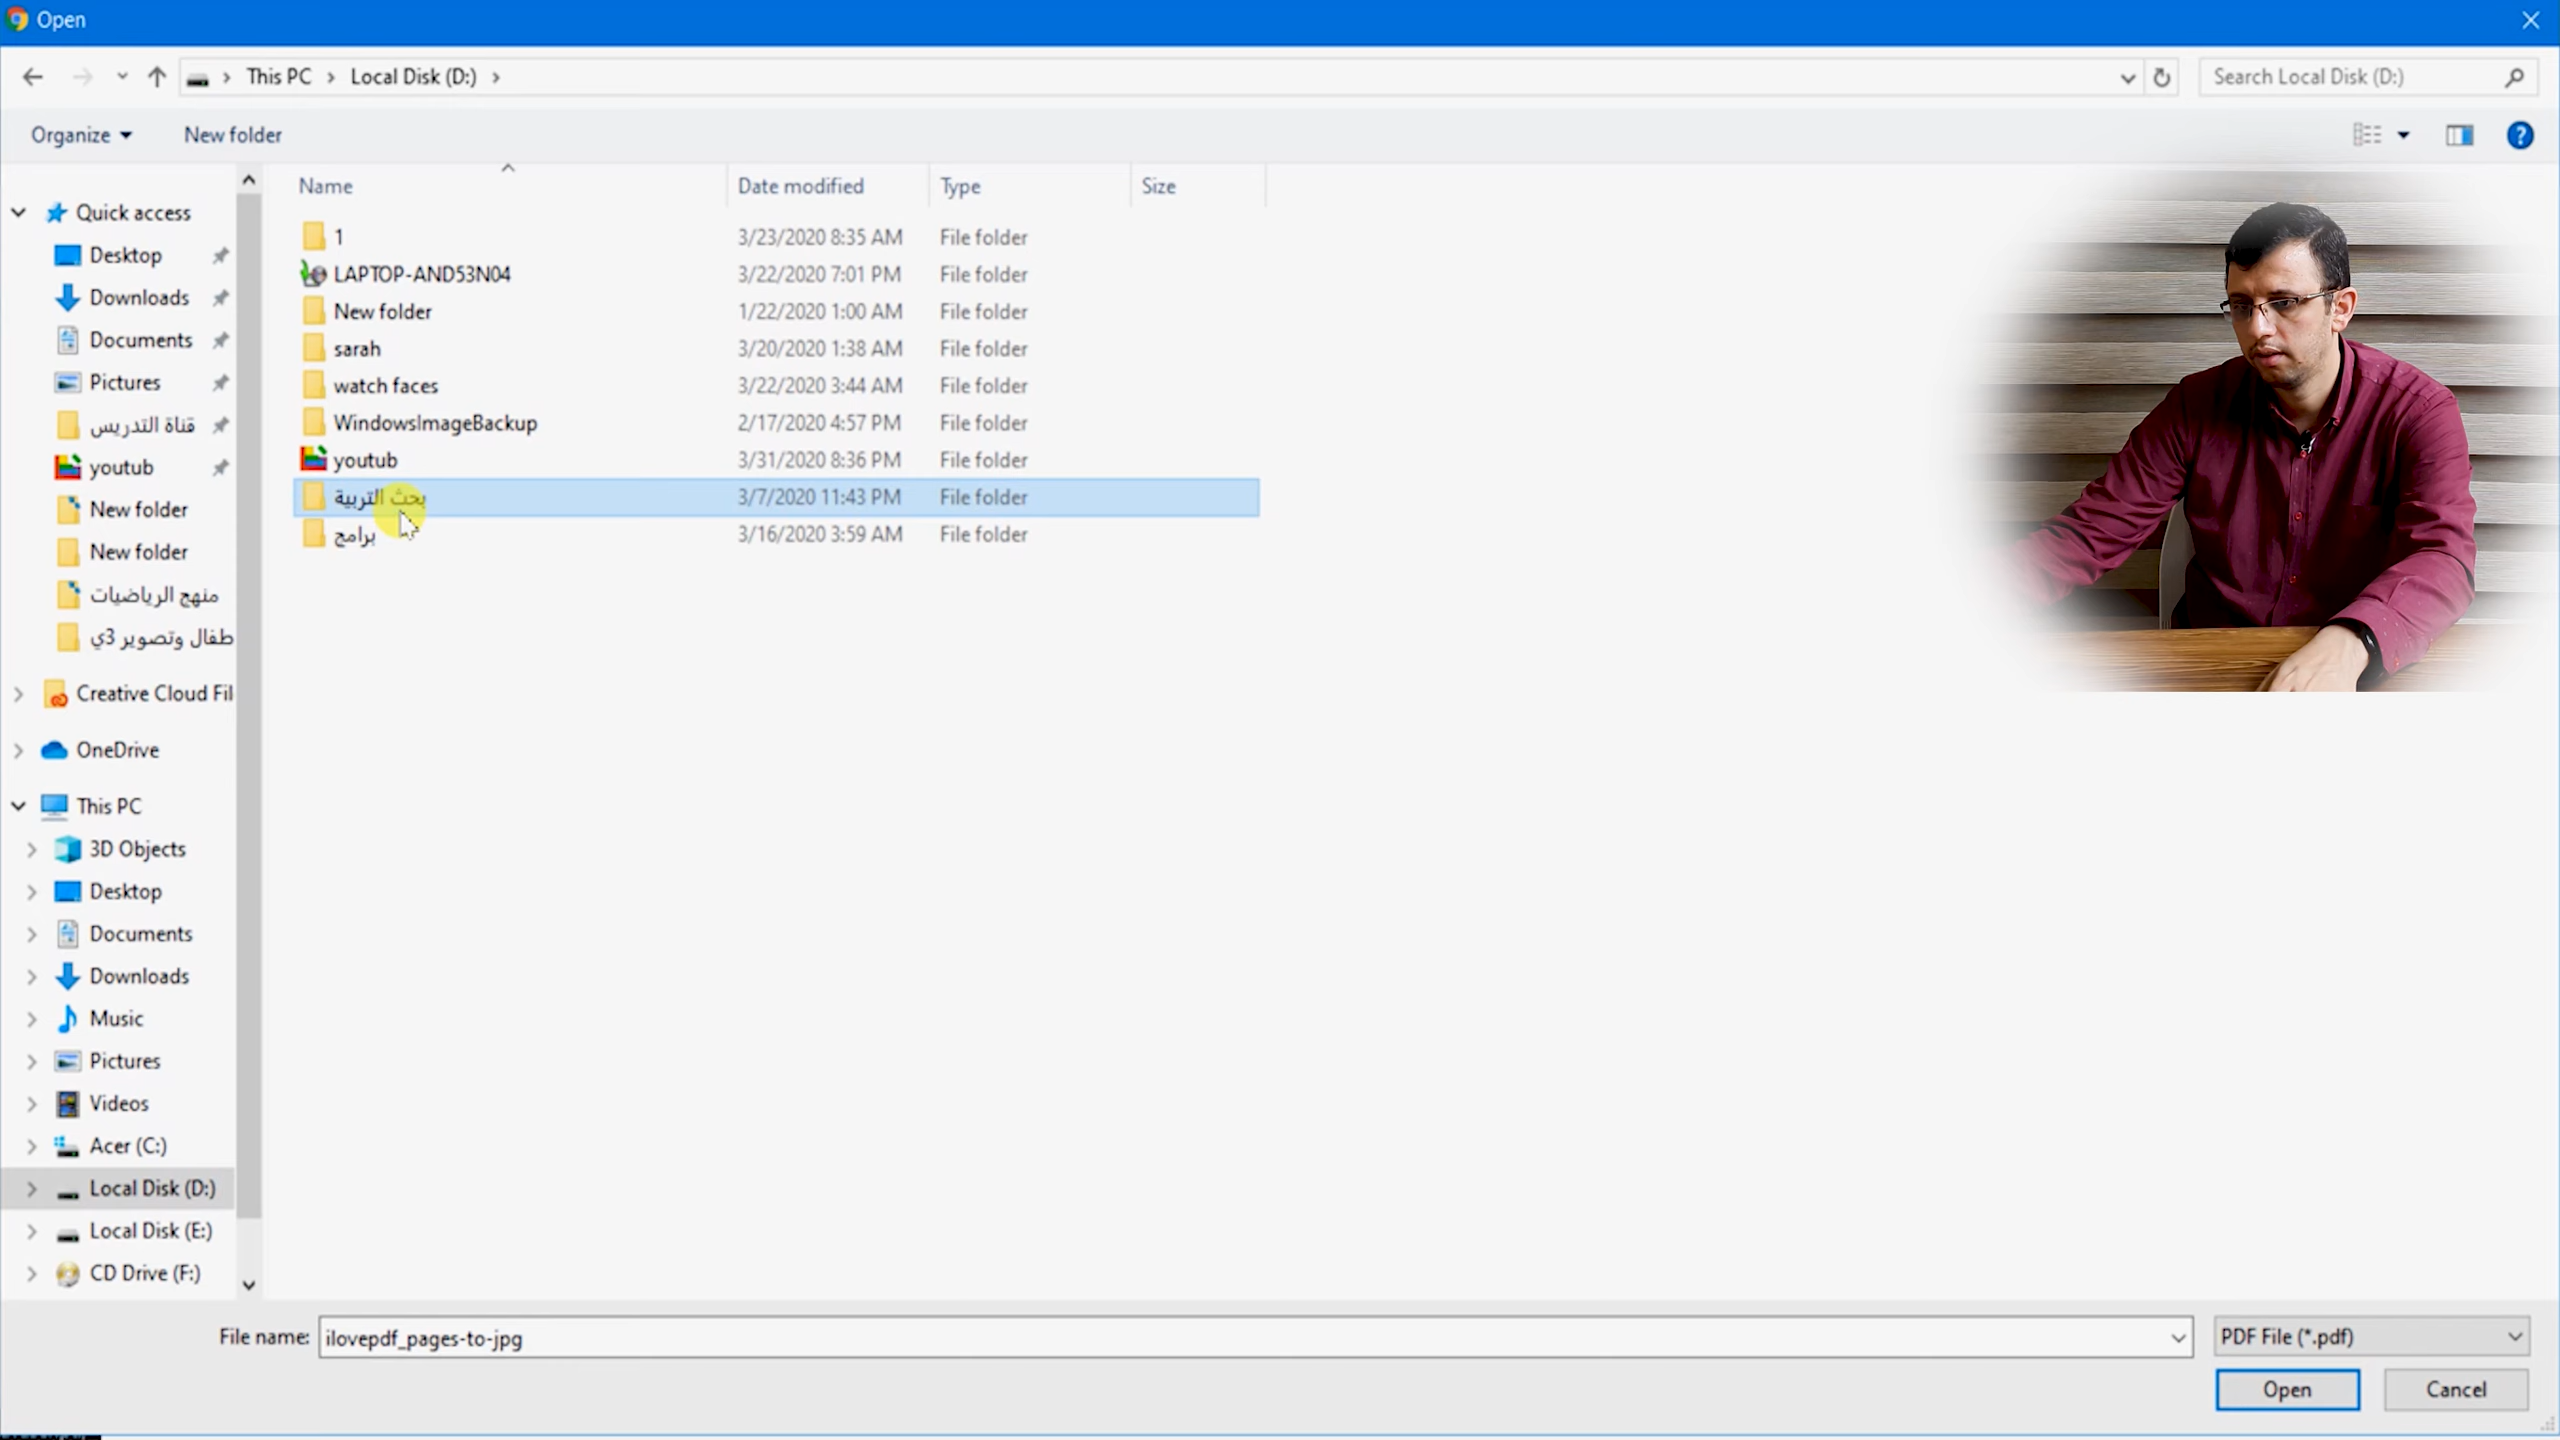 Open
This PC › Local Disk (D:) ›
Search Local Disk (D:)
Organize
New folder
Name
Date modified
Type
Size
Quick access
Desktop
Downloads
Documents
Pictures
قناة التدريس
youtub
New folder
New folder
منهج الرياضيات
طفال وتصوير 3ي
Creative Cloud Fil
OneDrive
This PC
3D Objects
Desktop
Documents
Downloads
Music
Pictures
Videos
Acer (C:)
Local Disk (D:)
Local Disk (E:)
CD Drive (F:)
1 3/23/2020 8:35 AM File folder
LAPTOP-AND53N04 3/22/2020 7:01 PM File folder
New folder 1/22/2020 1:00 AM File folder
sarah 3/20/2020 1:38 AM File folder
watch faces 3/22/2020 3:44 AM File folder
WindowsImageBackup 2/17/2020 4:57 PM File folder
youtub 3/31/2020 8:36 PM File folder
بحث التربية 3/7/2020 11:43 PM File folder
برامج 3/16/2020 3:59 AM File folder
File name: ilovepdf_pages-to-jpg
PDF File (*.pdf)
Open
Cancel